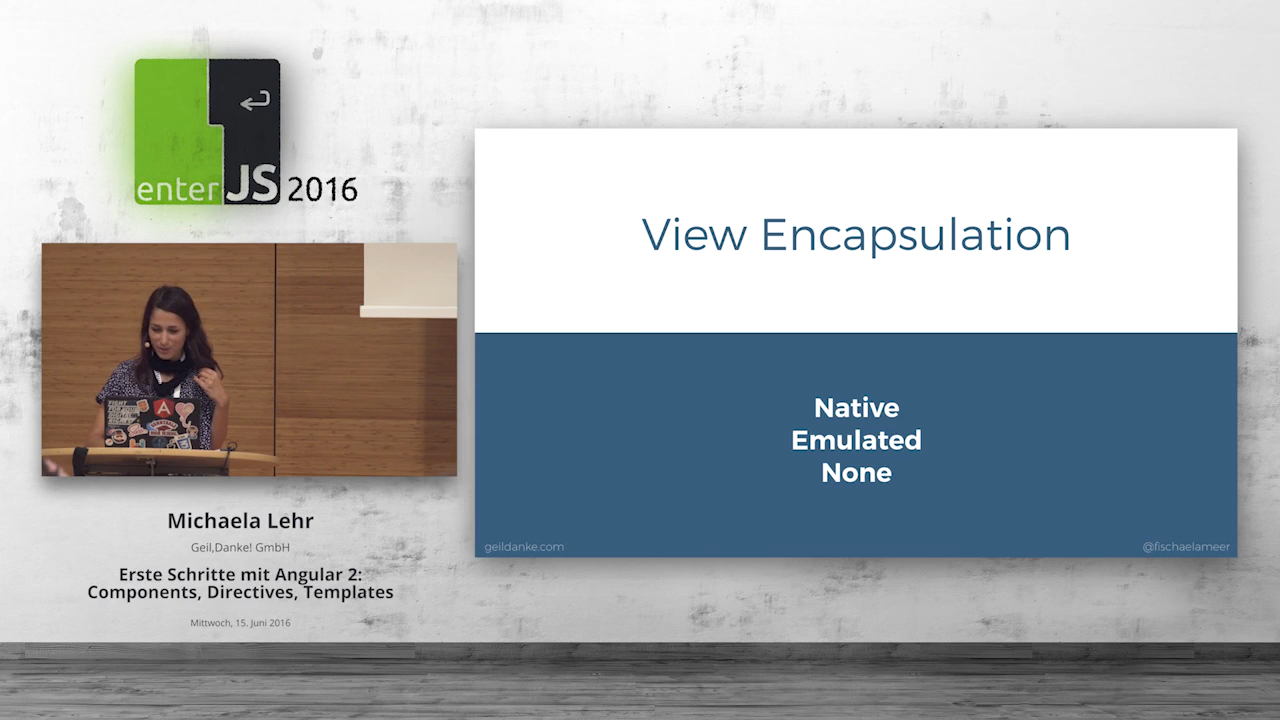 enter JS 2016
Michaela Lehr
Geil,Danke! GmbH
Erste Schritte mit Angular 2:
Components, Directives, Templates
Mittwoch, 15. Juni 2016
View Encapsulation
Native
Emulated
None
geildanke.com
@fischaelameer